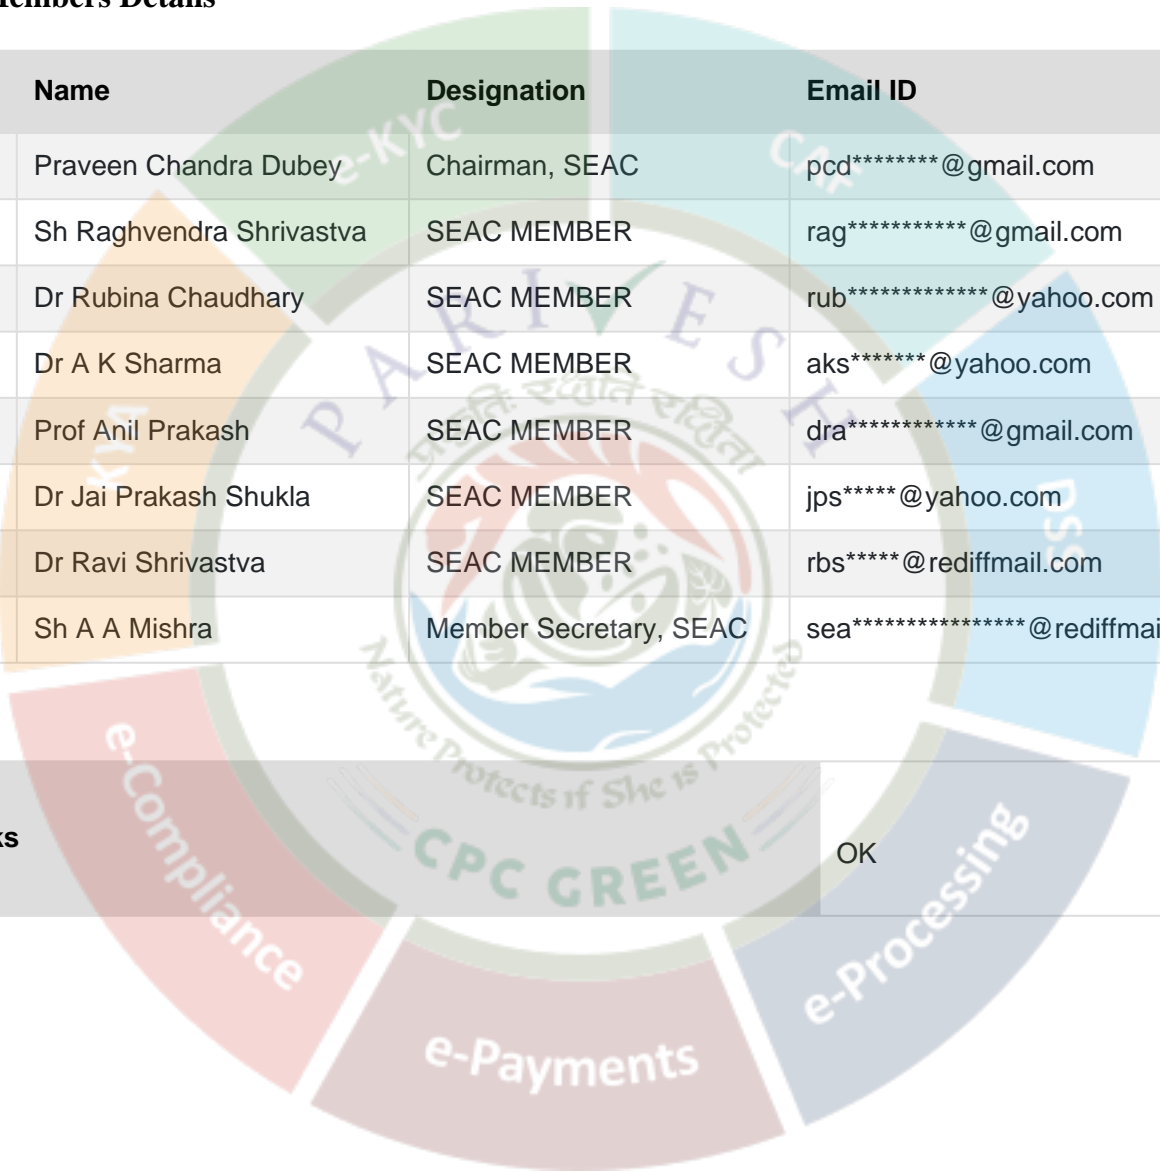 Members Details
Name Designation Email ID
Praveen Chandra Dubey Chairman, SEAC pcd********@gmail.com
Sh Raghvendra Shrivastva SEAC MEMBER rag***********@gmail.com
Dr Rubina Chaudhary SEAC MEMBER rub*************@yahoo.com
Dr A K Sharma SEAC MEMBER aks*******@yahoo.com
Prof Anil Prakash SEAC MEMBER dra************@gmail.com
Dr Jai Prakash Shukla SEAC MEMBER jps*****@yahoo.com
Dr Ravi Shrivastva SEAC MEMBER rbs*****@rediffmail.com
Sh A A Mishra Member Secretary, SEAC sea****************@rediffmai
ks OK
e-KYC
CAF
KYA
DSS
PARIVESH
प्रकृतिः रक्षति रक्षिता
Nature Protects if She is Protected
CPC GREEN
e-Compliance
e-Processing
e-Payments